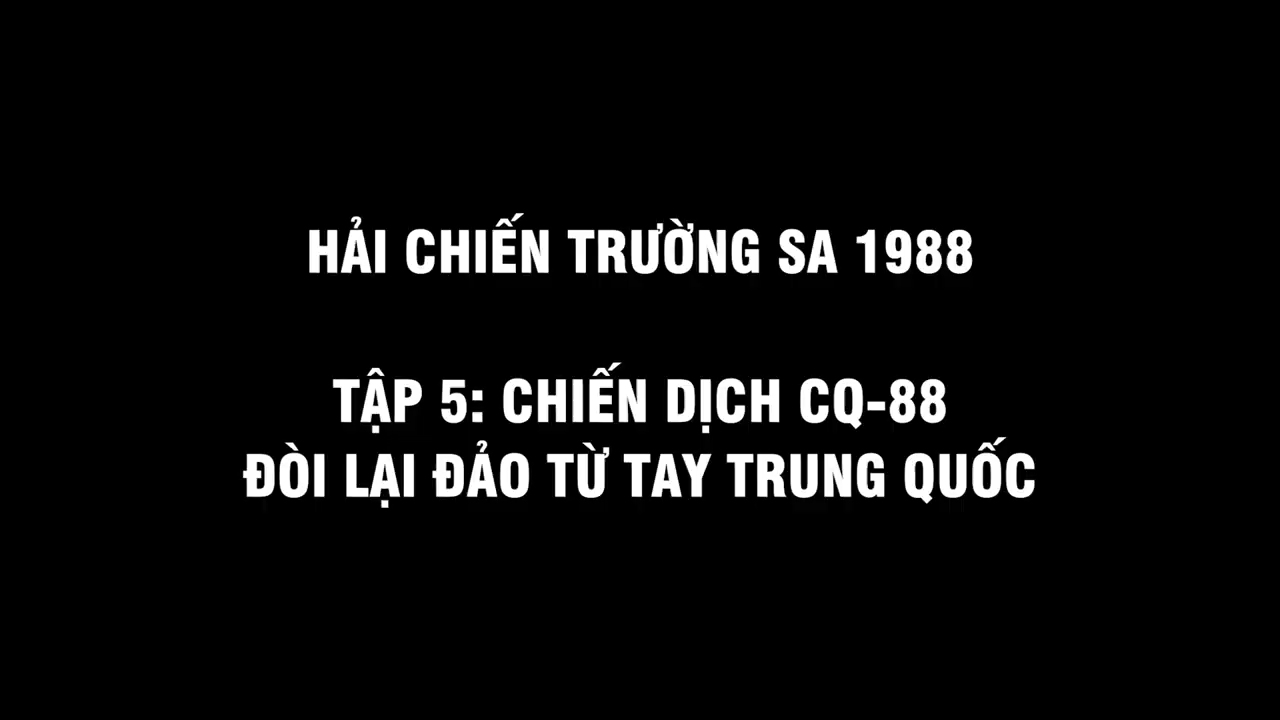 HẢI CHIẾN TRƯỜNG SA 1988
TẬP 5: CHIẾN DỊCH CQ-88
ĐÒI LẠI ĐẢO TỪ TAY TRUNG QUỐC